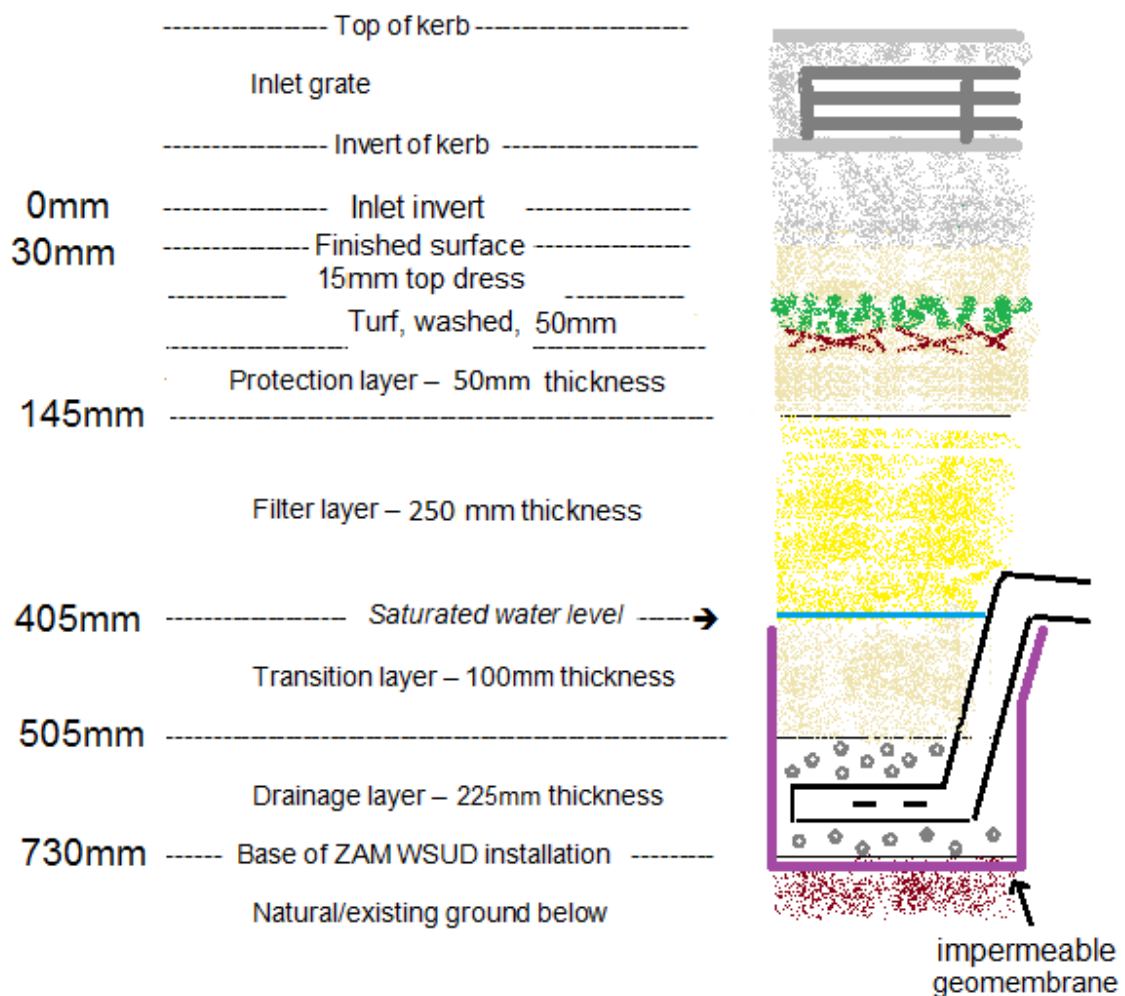 Top of kerb
Inlet grate
Invert of kerb
0mm Inlet invert
30mm Finished surface
15mm top dress
Turf, washed, 50mm
Protection layer – 50mm thickness
145mm
Filter layer – 250 mm thickness
405mm Saturated water level ➔
Transition layer – 100mm thickness
505mm
Drainage layer – 225mm thickness
730mm Base of ZAM WSUD installation
Natural/existing ground below
impermeable
geomembrane